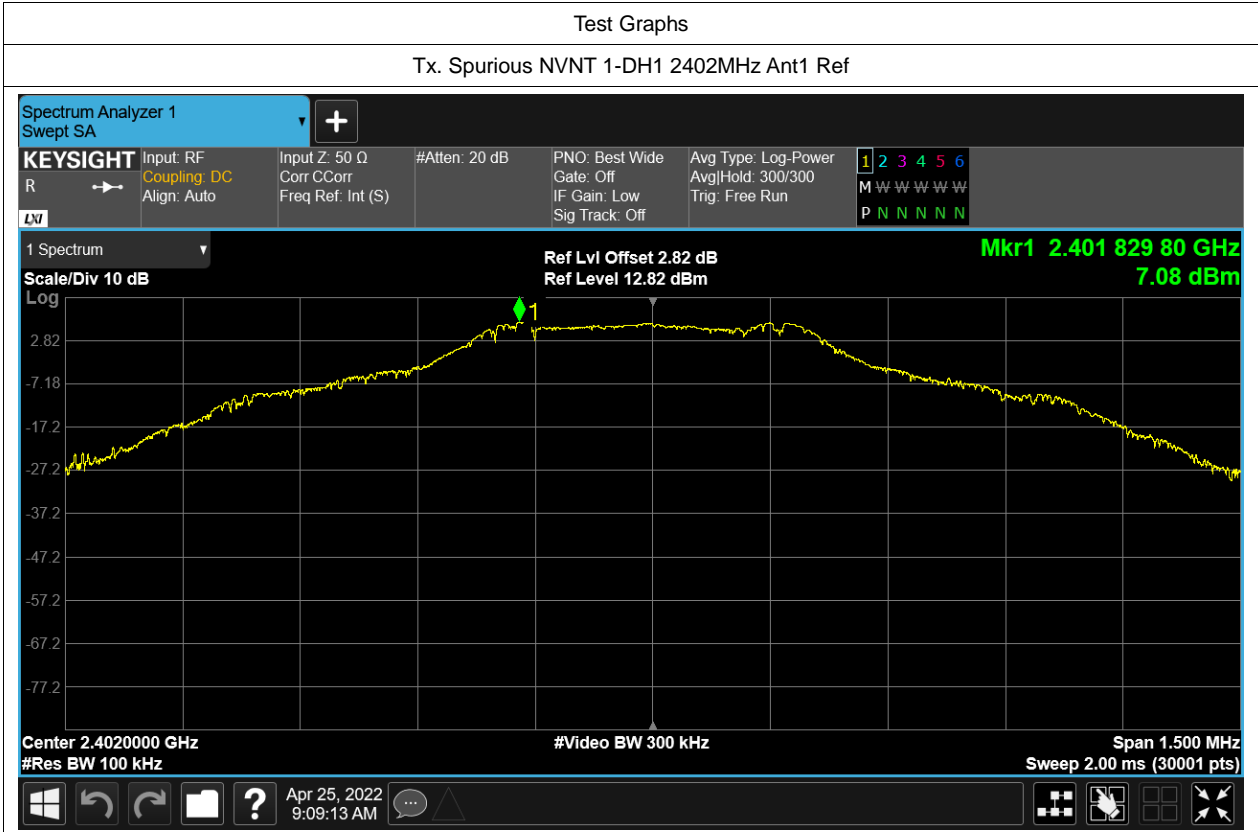 Test Graphs
Tx. Spurious NVNT 1-DH1 2402MHz Ant1 Ref
Spectrum Analyzer 1
Swept SA
KEYSIGHT
R
LXI
Input: RF
Coupling: DC
Align: Auto
Input Z: 50 Ω
Corr CCorr
Freq Ref: Int (S)
#Atten: 20 dB
PNO: Best Wide
Gate: Off
IF Gain: Low
Sig Track: Off
Avg Type: Log-Power
Avg|Hold: 300/300
Trig: Free Run
1 2 3 4 5 6
M W W W W W
P N N N N N
1 Spectrum
Scale/Div 10 dB
Log
Ref Lvl Offset 2.82 dB
Ref Level 12.82 dBm
Mkr1 2.401 829 80 GHz
7.08 dBm
1
2.82
-7.18
-17.2
-27.2
-37.2
-47.2
-57.2
-67.2
-77.2
Center 2.4020000 GHz
#Res BW 100 kHz
#Video BW 300 kHz
Span 1.500 MHz
Sweep 2.00 ms (30001 pts)
?
Apr 25, 2022
9:09:13 AM